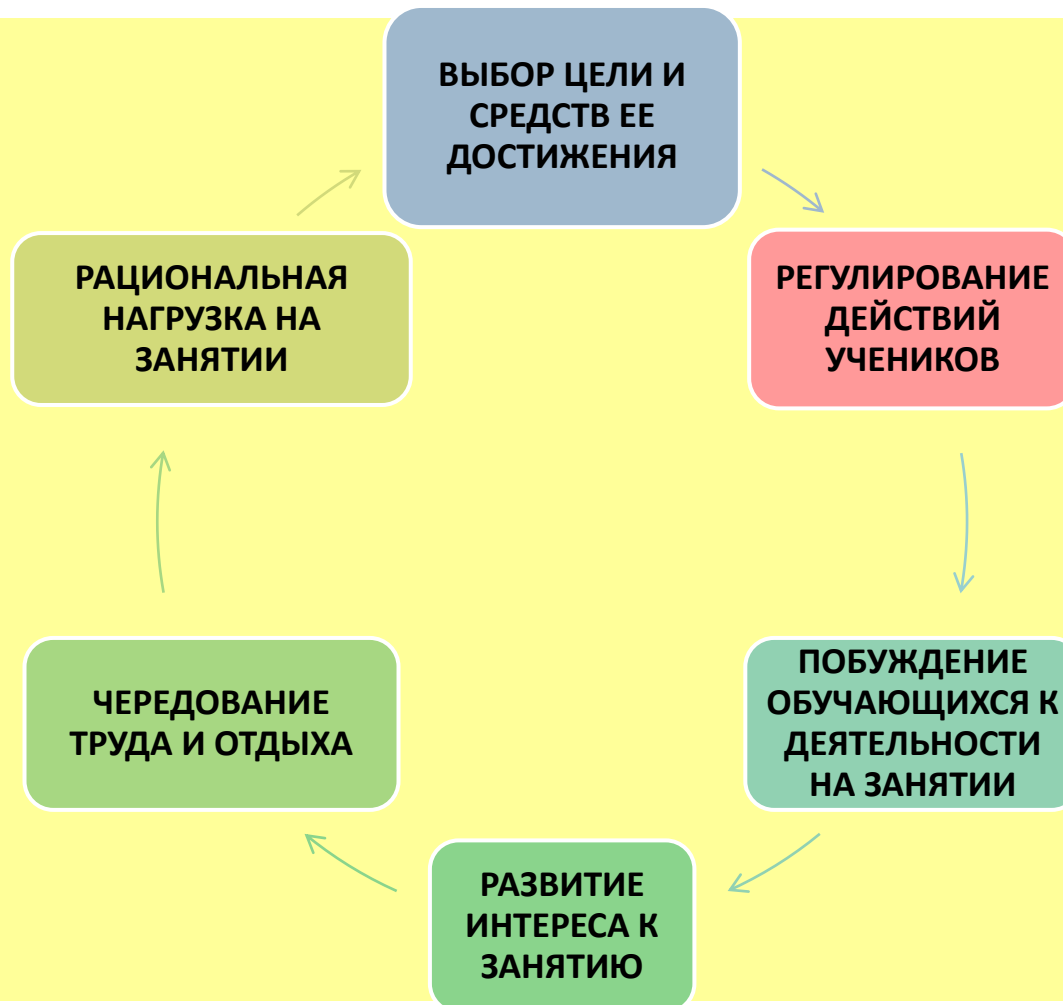 ВЫБОР ЦЕЛИ И
СРЕДСТВ ЕЕ
ДОСТИЖЕНИЯ
РЕГУЛИРОВАНИЕ
ДЕЙСТВИЙ
УЧЕНИКОВ
ПОБУЖДЕНИЕ
ОБУЧАЮЩИХСЯ К
ДЕЯТЕЛЬНОСТИ
НА ЗАНЯТИИ
РАЗВИТИЕ
ИНТЕРЕСА К
ЗАНЯТИЮ
ЧЕРЕДОВАНИЕ
ТРУДА И ОТДЫХА
РАЦИОНАЛЬНАЯ
НАГРУЗКА НА
ЗАНЯТИИ